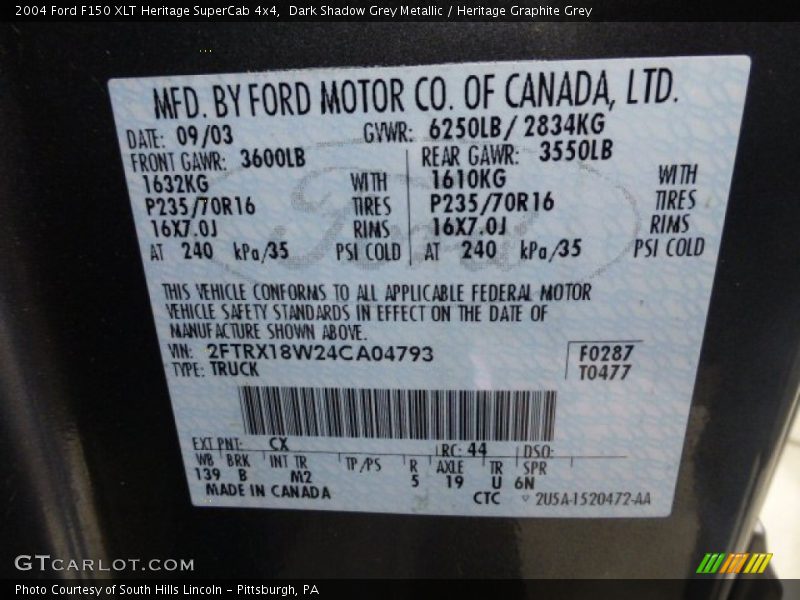 2004 Ford F150 XLT Heritage SuperCab 4x4,  Dark Shadow Grey Metallic / Heritage Graphite Grey
MFD. BY FORD MOTOR CO. OF CANADA, LTD.
DATE: 09/03 GVWR: 6250LB/ 2834KG
FRONT GAWR: 3600LB REAR GAWR: 3550LB
1632KG WITH 1610KG WITH
P235/70R16 TIRES P235/70R16 TIRES
16X7.0J RIMS 16X7.0J RIMS
AT 240 kPa/35 PSI COLD AT 240 kPa/35 PSI COLD
Ford
THIS VEHICLE CONFORMS TO ALL APPLICABLE FEDERAL MOTOR
VEHICLE SAFETY STANDARDS IN EFFECT ON THE DATE OF
MANUFACTURE SHOWN ABOVE.
VIN: 2FTRX18W24CA04793 F0287
TYPE: TRUCK T0477
EXT PNT: CX RC: 44 DSO:
WB BRK INT TR TP/PS R AXLE TR SPR
139 B M2 5 19 U 6N
MADE IN CANADA CTC 2U5A-1520472-AA
GTCARLOT.COM
Photo Courtesy of South Hills Lincoln - Pittsburgh, PA